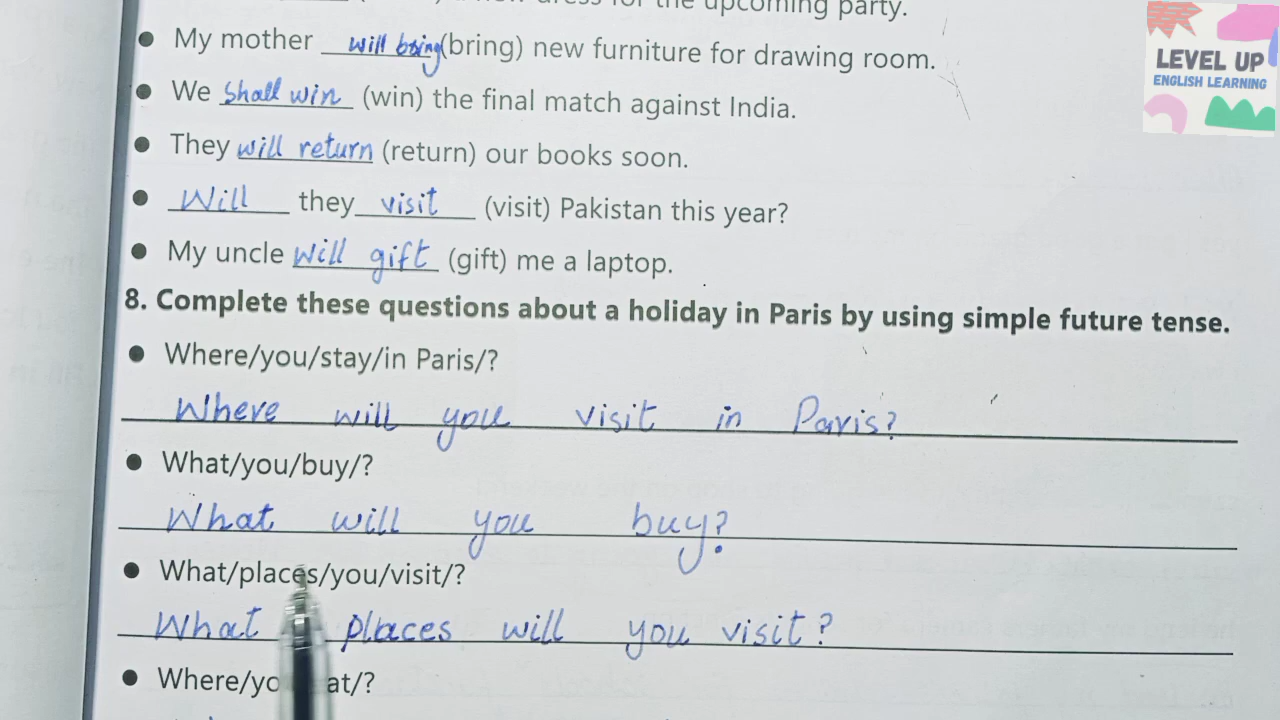 for the upcoming party.
● My mother will bring (bring) new furniture for drawing room.
● We shall win (win) the final match against India.
● They will return (return) our books soon.
● Will they visit (visit) Pakistan this year?
● My uncle will gift (gift) me a laptop.
8. Complete these questions about a holiday in Paris by using simple future tense.
● Where/you/stay/in Paris/?
Where will you visit in Paris?
● What/you/buy/?
What will you buy?
● What/places/you/visit/?
What places will you visit?
● Where/yo at/?
LEVEL UP
ENGLISH LEARNING